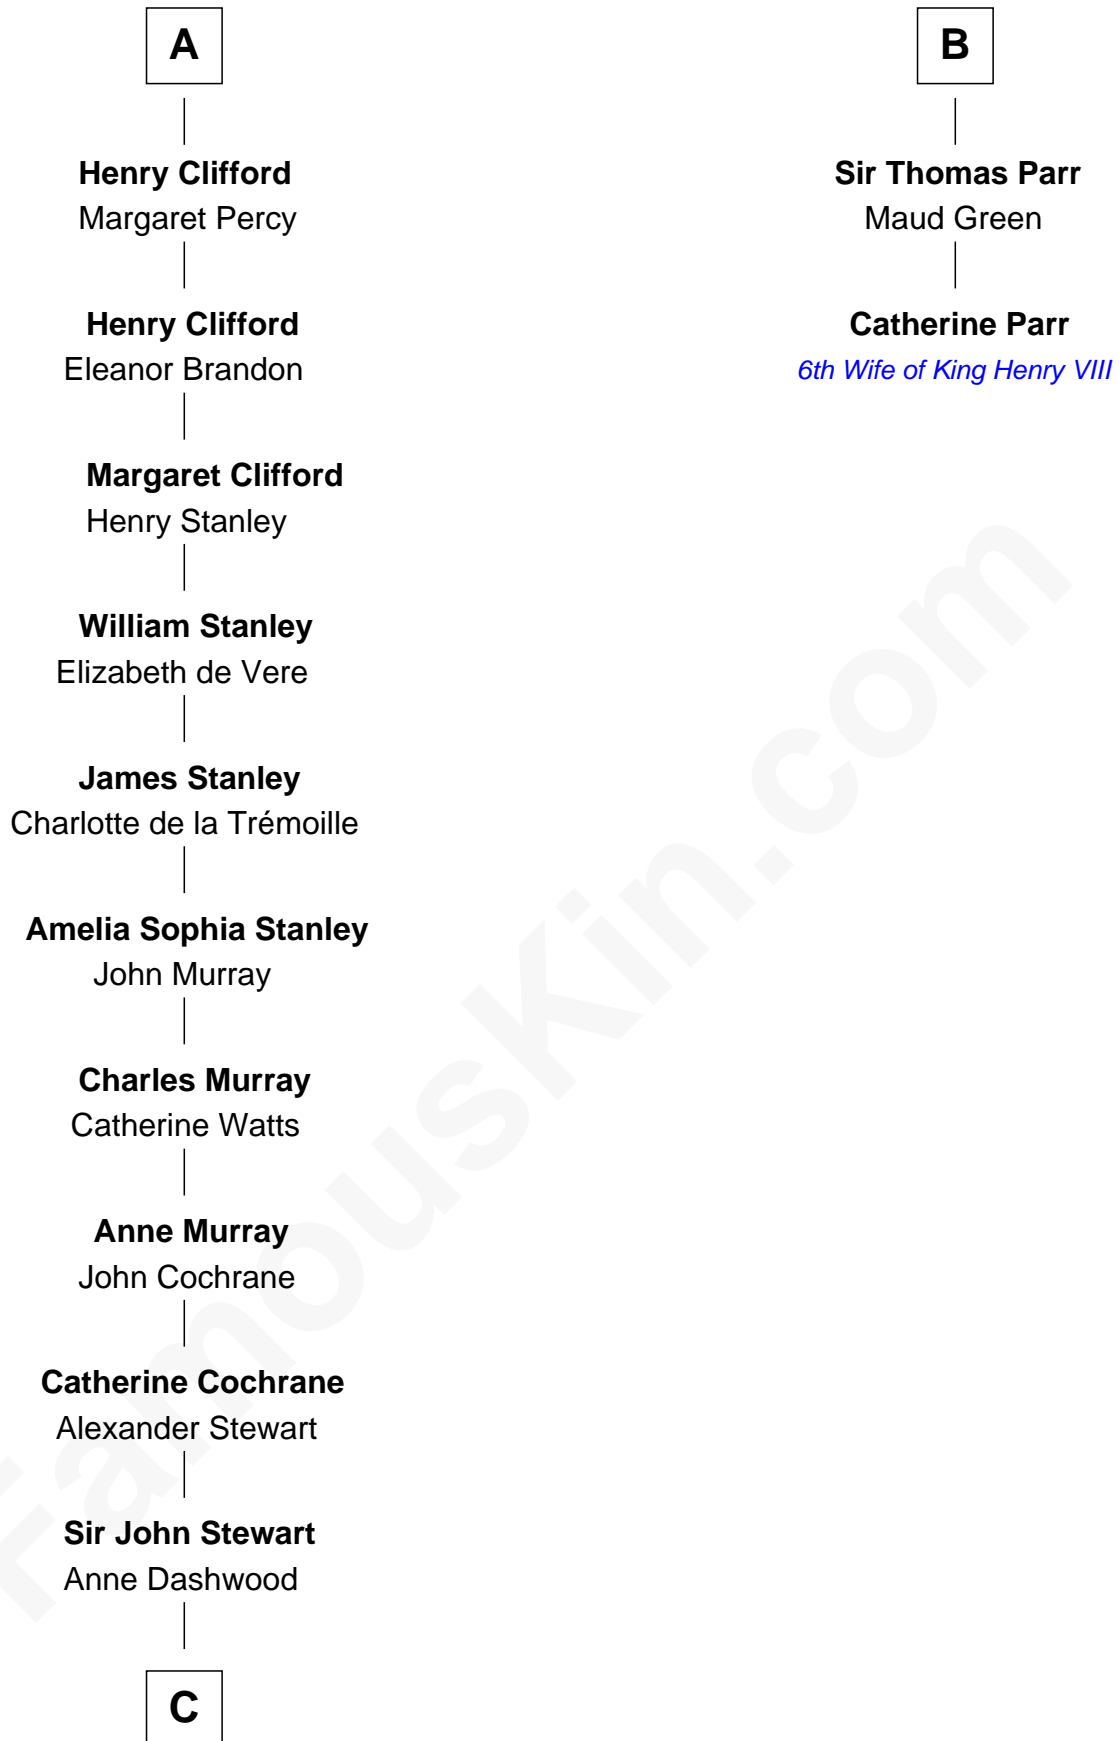 A
Henry Clifford
Margaret Percy
Henry Clifford
Eleanor Brandon
Margaret Clifford
Henry Stanley
William Stanley
Elizabeth de Vere
James Stanley
Charlotte de la Trémoille
Amelia Sophia Stanley
John Murray
Charles Murray
Catherine Watts
Anne Murray
John Cochrane
Catherine Cochrane
Alexander Stewart
Sir John Stewart
Anne Dashwood
C
B
Sir Thomas Parr
Maud Green
Catherine Parr
6th Wife of King Henry VIII
FamousKin.com